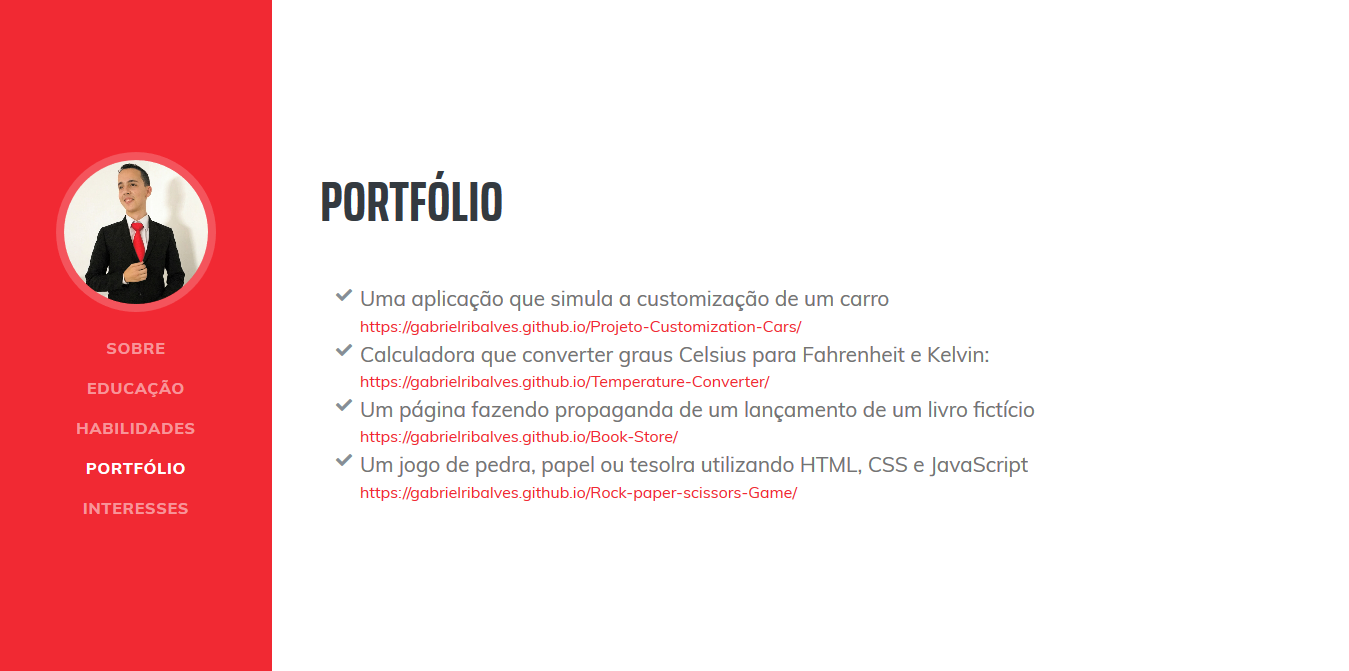 SOBRE
EDUCAÇÃO
HABILIDADES
PORTFÓLIO
INTERESSES
PORTFÓLIO
Uma aplicação que simula a customização de um carro
https://gabrielribalves.github.io/Projeto-Customization-Cars/
Calculadora que converter graus Celsius para Fahrenheit e Kelvin:
https://gabrielribalves.github.io/Temperature-Converter/
Um página fazendo propaganda de um lançamento de um livro fictício
https://gabrielribalves.github.io/Book-Store/
Um jogo de pedra, papel ou tesolra utilizando HTML, CSS e JavaScript
https://gabrielribalves.github.io/Rock-paper-scissors-Game/